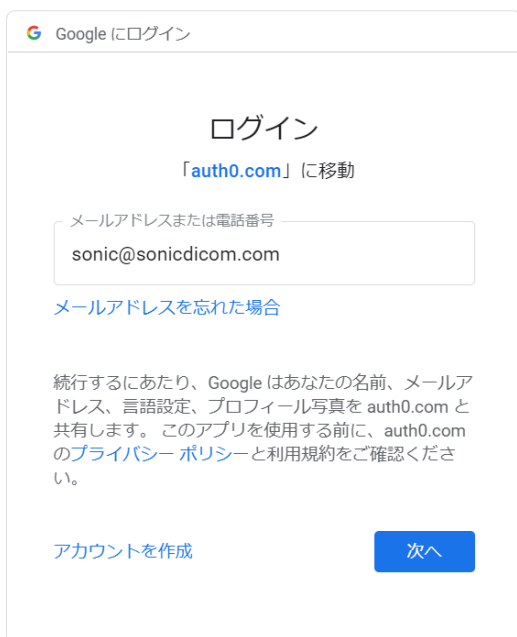 Google にログイン
ログイン
「auth0.com」に移動
メールアドレスまたは電話番号
sonic@sonicdicom.com
メールアドレスを忘れた場合
続行するにあたり、Google はあなたの名前、メールア
ドレス、言語設定、プロフィール写真を auth0.com と
共有します。 このアプリを使用する前に、auth0.com
のプライバシー ポリシーと利用規約をご確認くださ
い。
アカウントを作成
次へ